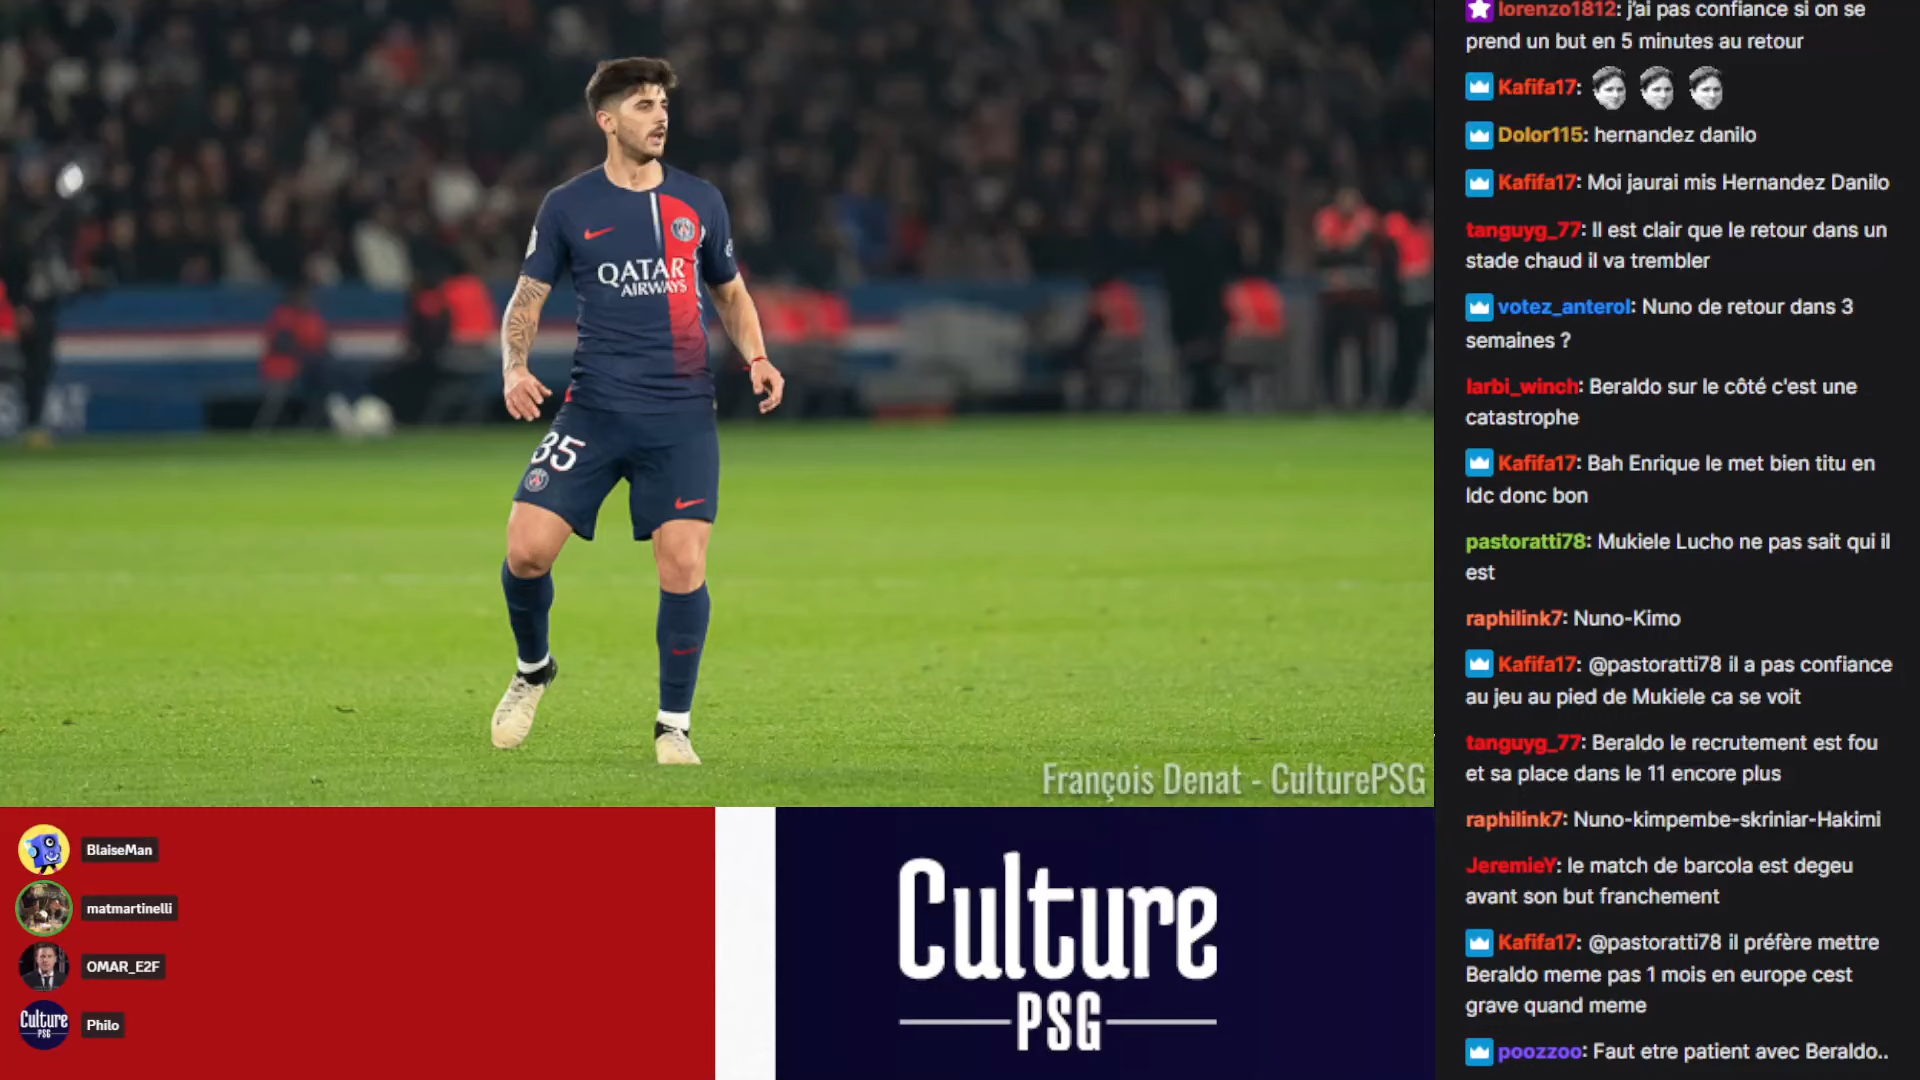 QATAR
AIRWAYS
35
François Denat - CulturePSG
BlaiseMan
matmartinelli
OMAR_E2F
Culture
PSG
Philo
Culture
PSG
lorenzo1812: j'ai pas confiance si on se
prend un but en 5 minutes au retour
Kafifa17:
Dolor115: hernandez danilo
Kafifa17: Moi jaurai mis Hernandez Danilo
tanguyg_77: Il est clair que le retour dans un
stade chaud il va trembler
votez_anterol: Nuno de retour dans 3
semaines ?
larbi_winch: Beraldo sur le côté c'est une
catastrophe
Kafifa17: Bah Enrique le met bien titu en
ldc donc bon
pastoratti78: Mukiele Lucho ne pas sait qui il
est
raphilink7: Nuno-Kimo
Kafifa17: @pastoratti78 il a pas confiance
au jeu au pied de Mukiele ca se voit
tanguyg_77: Beraldo le recrutement est fou
et sa place dans le 11 encore plus
raphilink7: Nuno-kimpembe-skriniar-Hakimi
JeremieY: le match de barcola est degeu
avant son but franchement
Kafifa17: @pastoratti78 il préfère mettre
Beraldo meme pas 1 mois en europe cest
grave quand meme
poozzoo: Faut etre patient avec Beraldo..